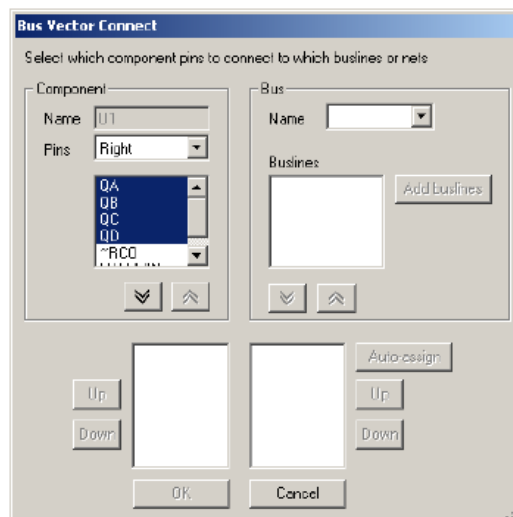 Bus Vector Connect
Select which component pins to connect to which buslines or nets
Component
Name U1
Pins Right
QA
QB
QC
QD
~RCO
Bus
Name
Buslines
Add buslines
Up
Down
Auto-assign
Up
Down
OK
Cancel